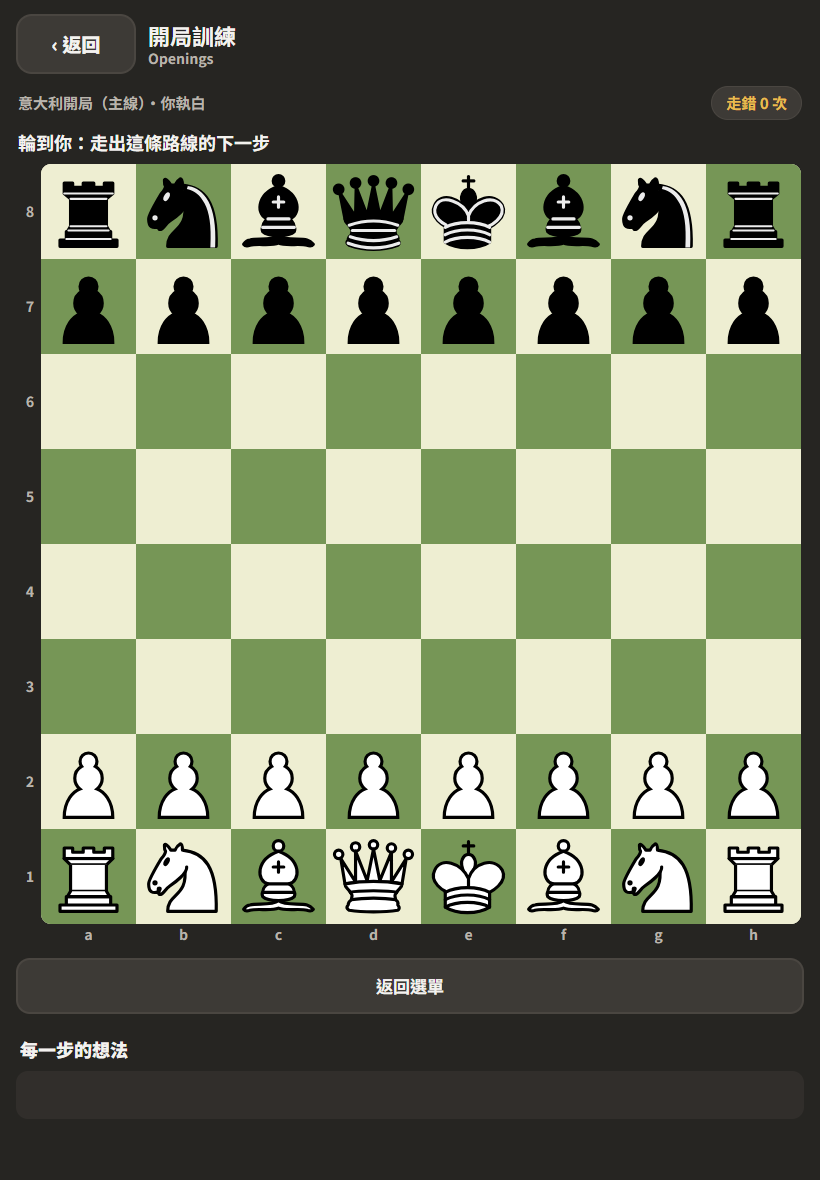 ‹ 返回
開局訓練
Openings
意大利開局（主線）· 你執白
走錯 0 次
輪到你：走出這條路線的下一步
8
7
6
5
4
3
2
1
a b c d e f g h
返回選單
每一步的想法